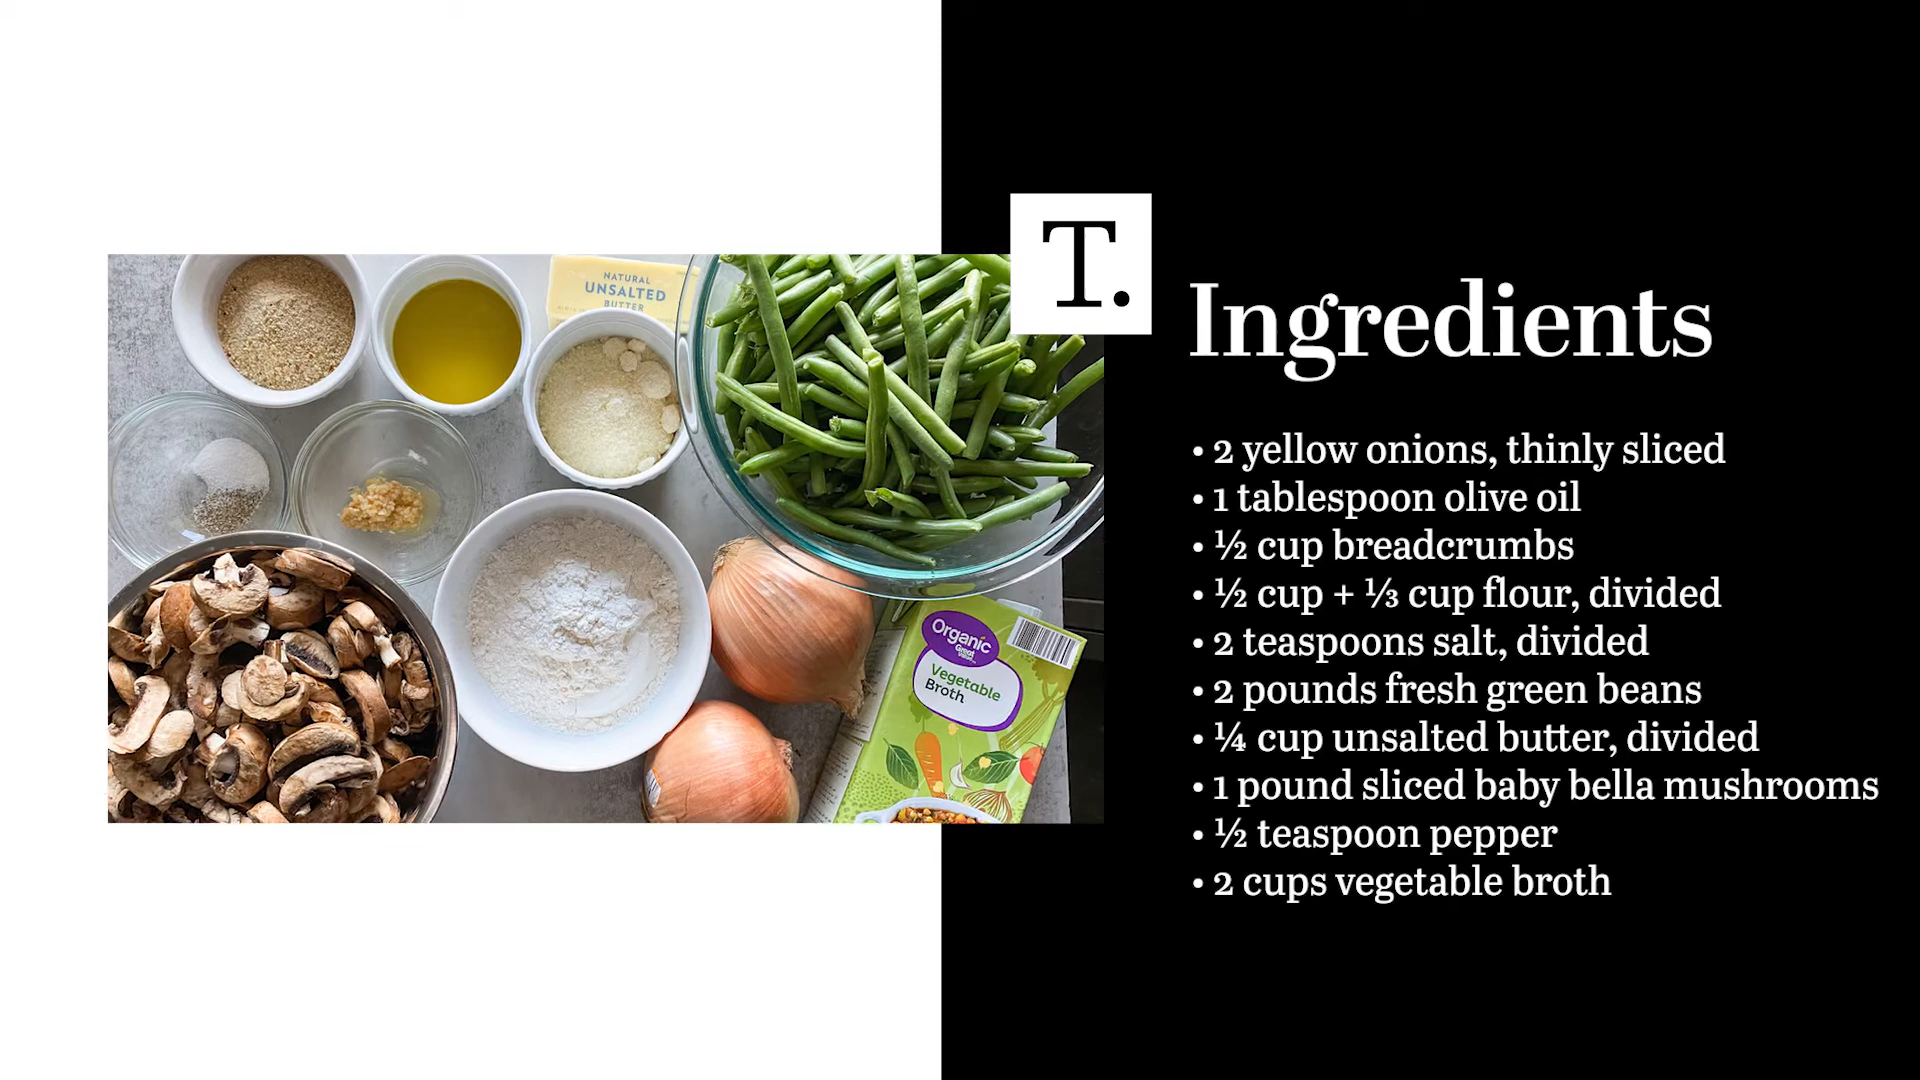 NATURAL
UNSALTED
BUTTER
Organic
Great
Value
Vegetable
Broth
T.
Ingredients
• 2 yellow onions, thinly sliced
• 1 tablespoon olive oil
• ½ cup breadcrumbs
• ½ cup + ⅓ cup flour, divided
• 2 teaspoons salt, divided
• 2 pounds fresh green beans
• ¼ cup unsalted butter, divided
• 1 pound sliced baby bella mushrooms
• ½ teaspoon pepper
• 2 cups vegetable broth